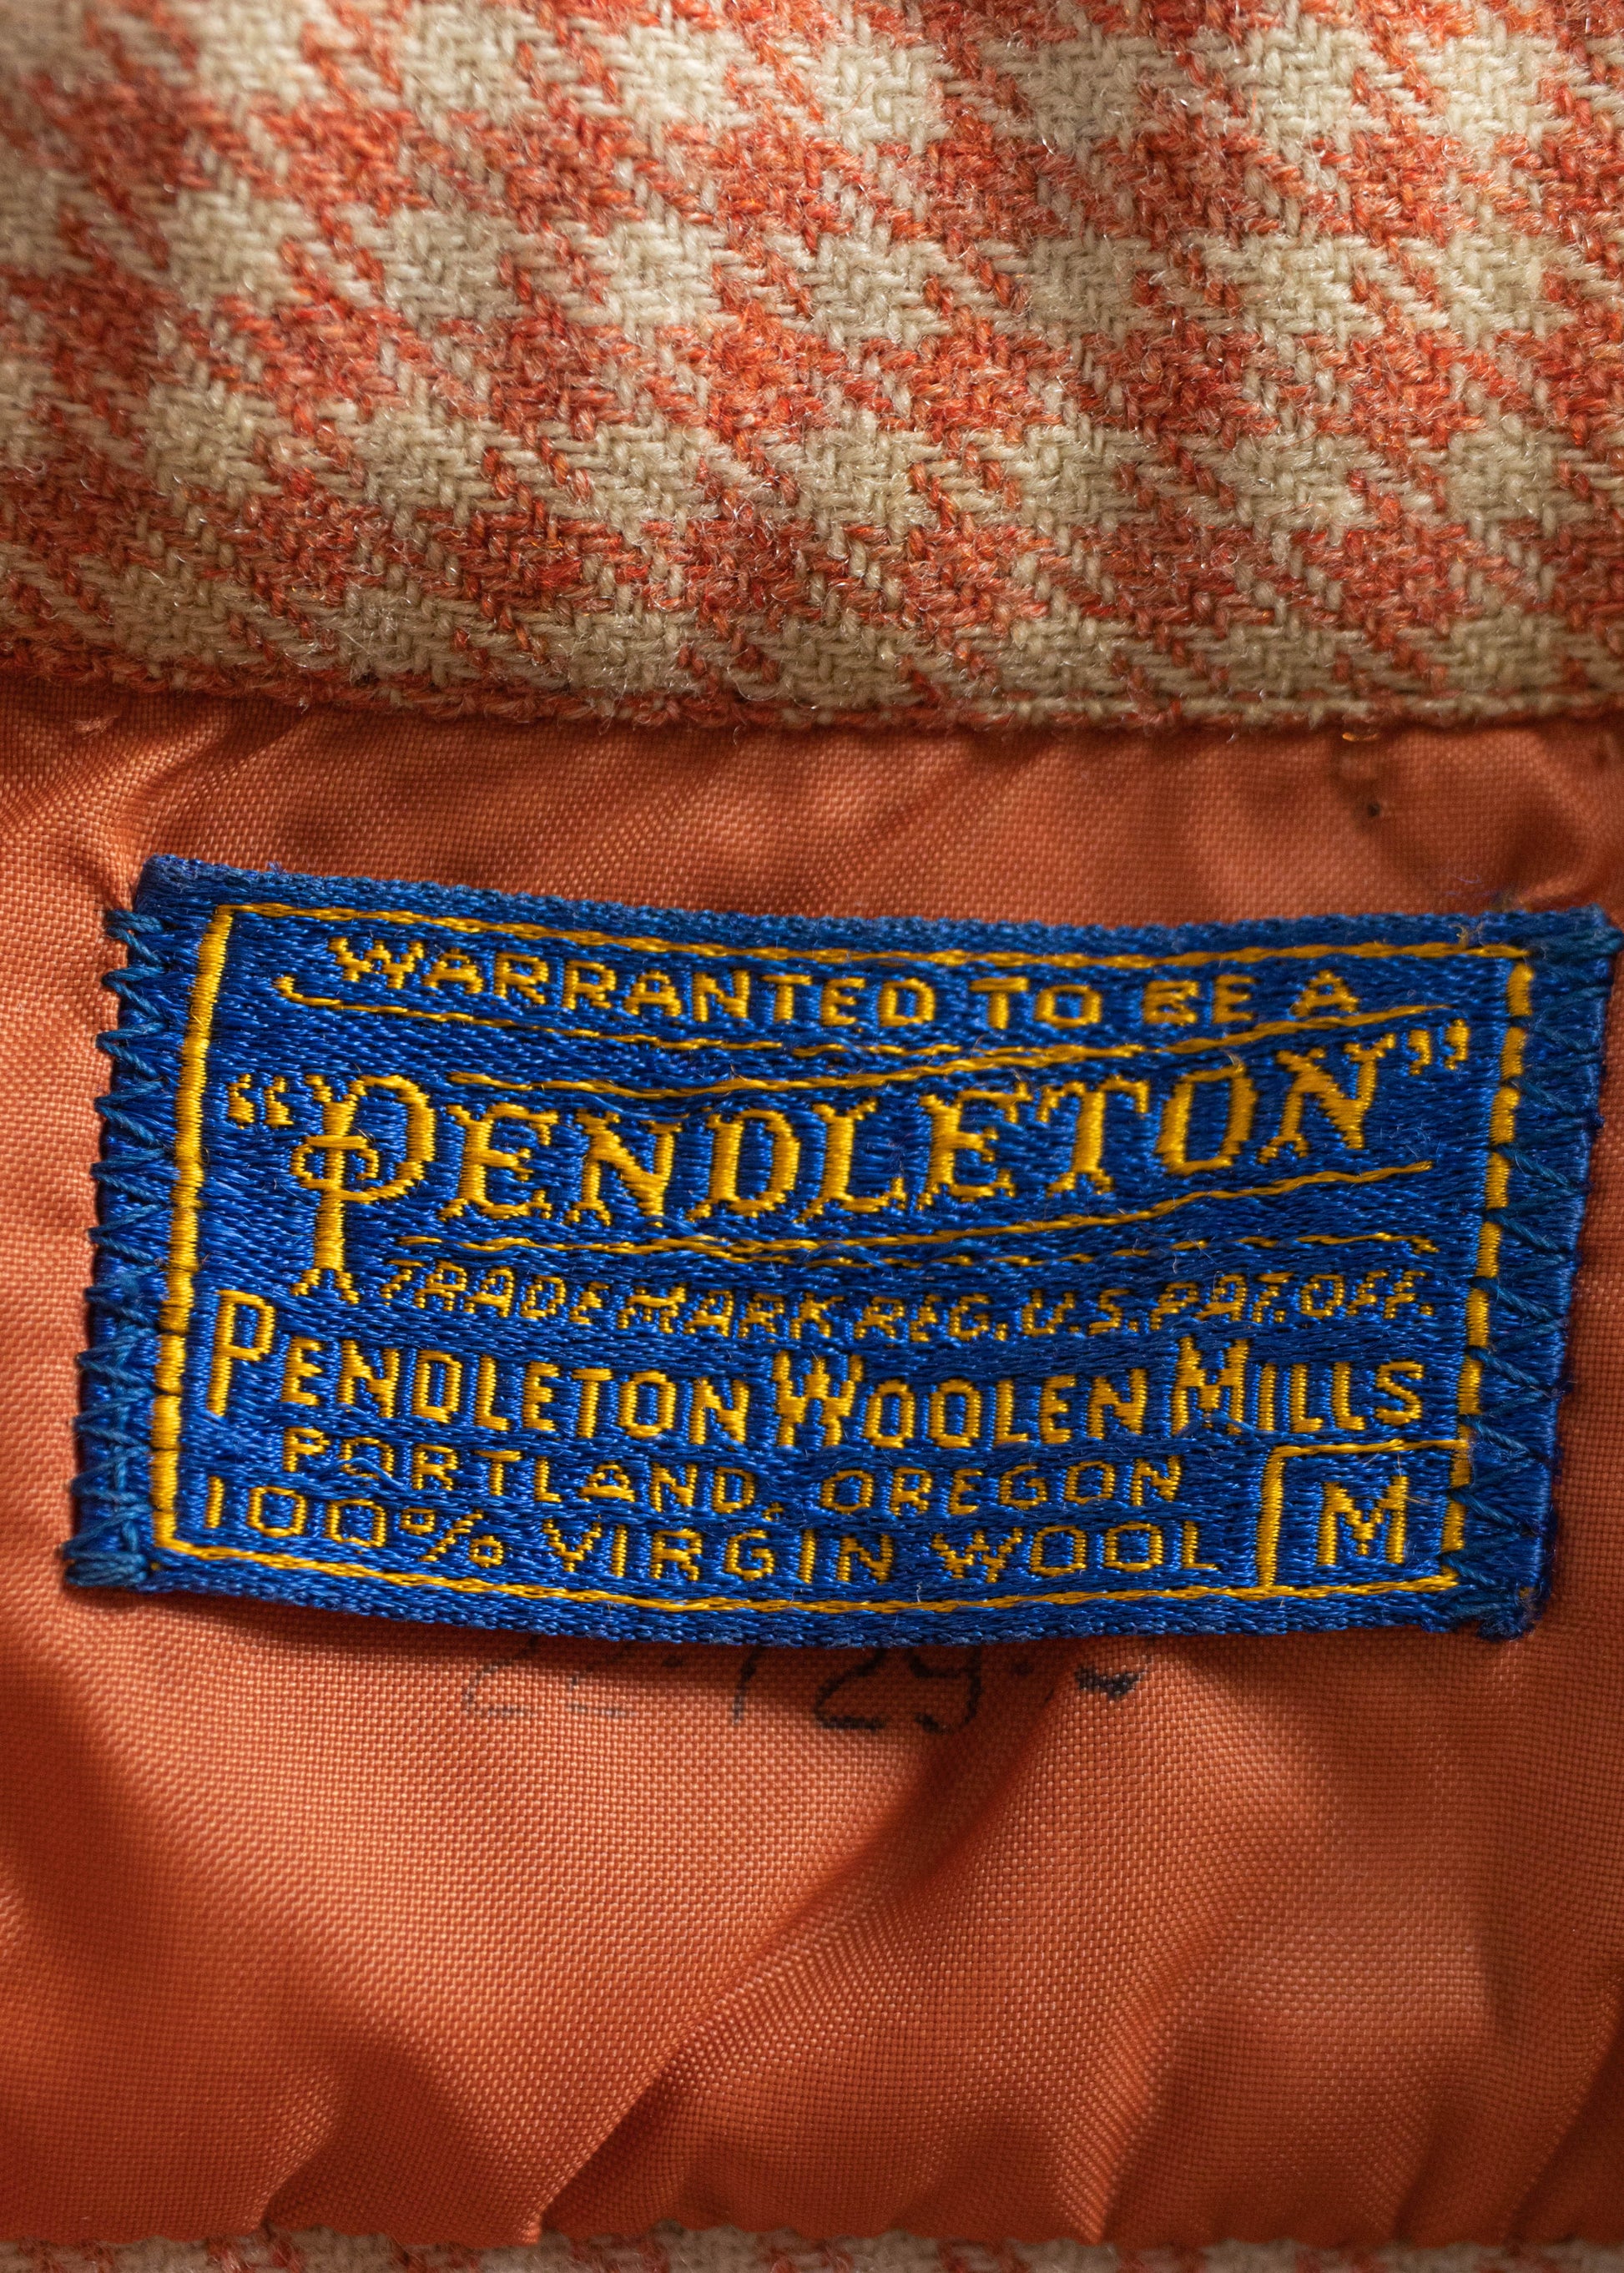 WARRANTED TO BE A
“PENDLETON”
TRADE MARK REG. U.S. PAT. OFF.
PENDLETON WOOLEN MILLS
PORTLAND, OREGON
100% VIRGIN WOOL
M